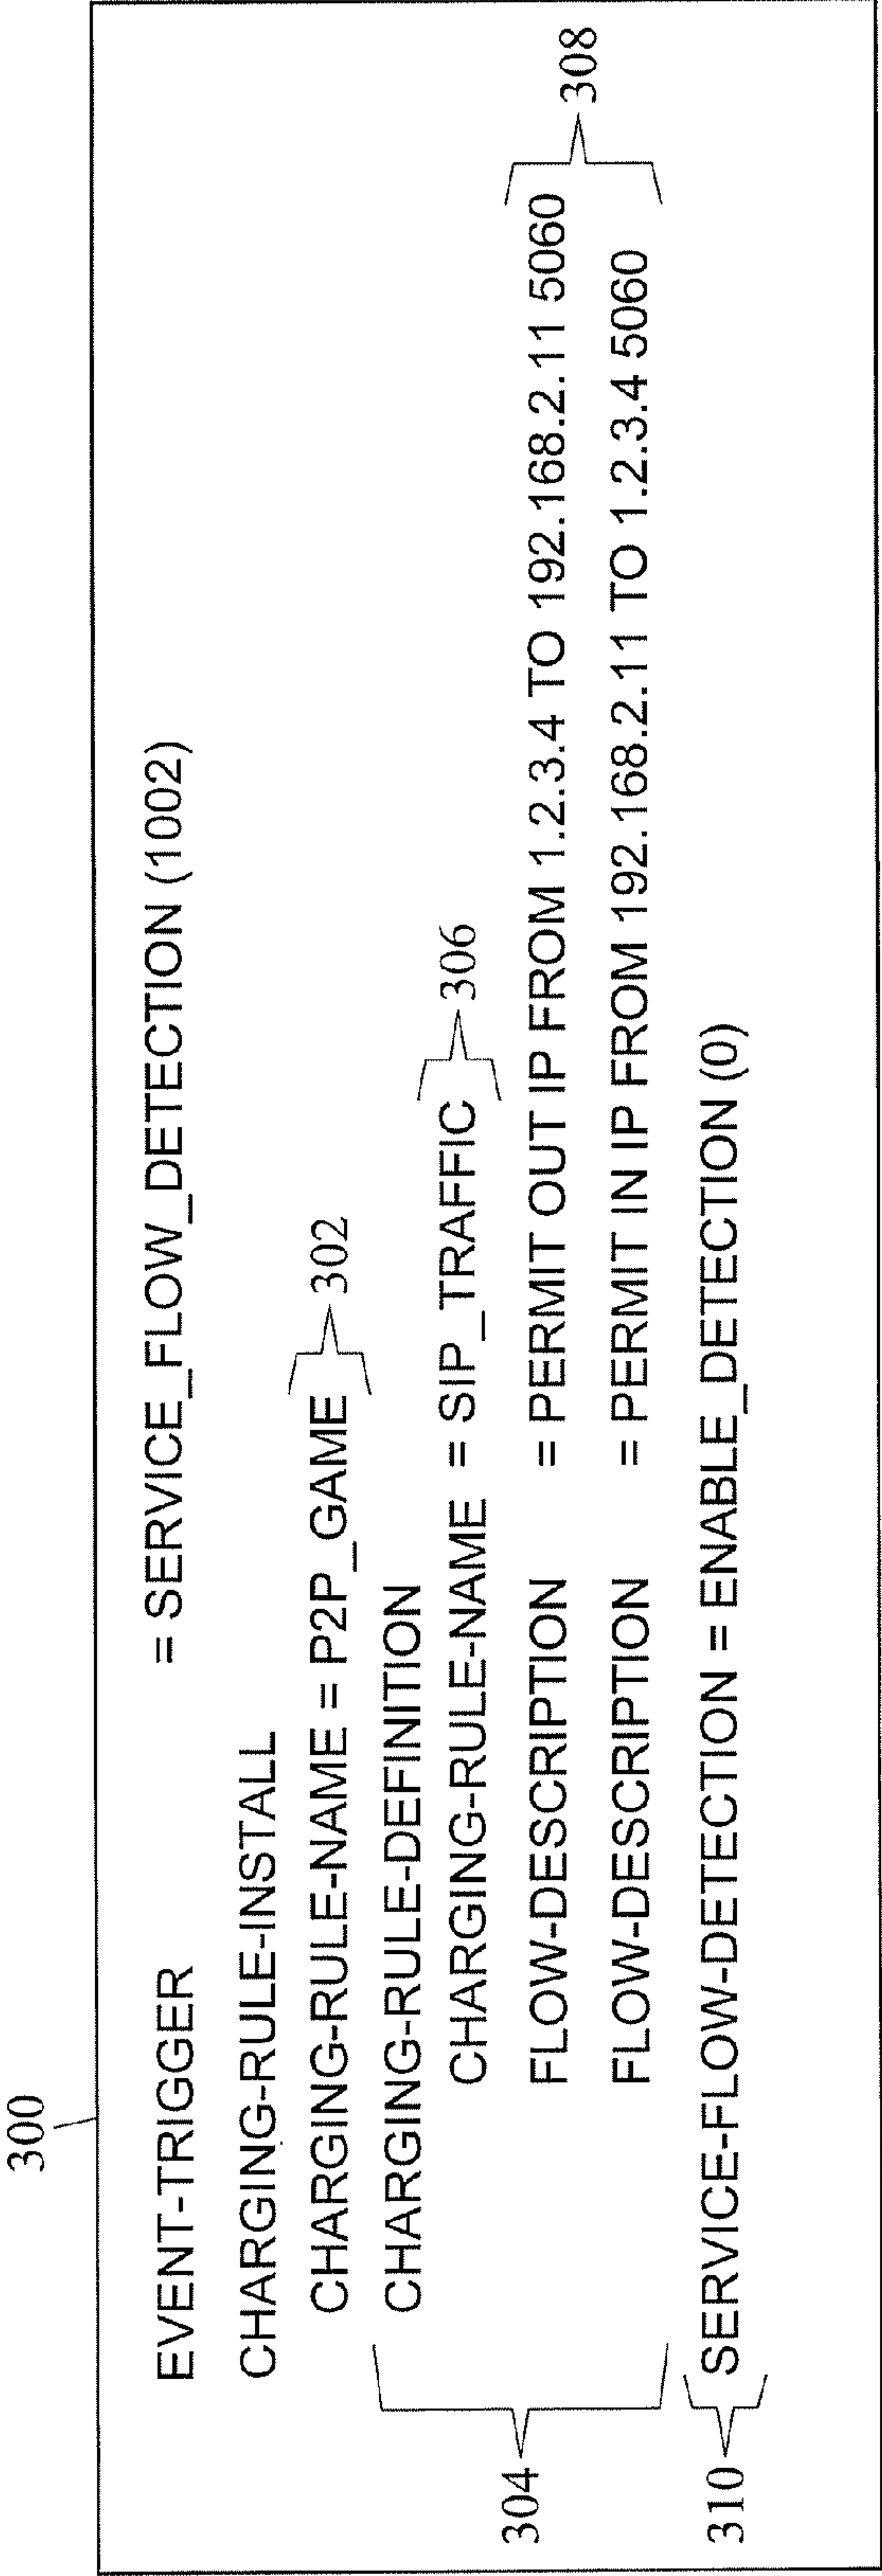 300
EVENT-TRIGGER = SERVICE_FLOW_DETECTION (1002)
CHARGING-RULE-INSTALL
CHARGING-RULE-NAME = P2P_GAME 302
CHARGING-RULE-DEFINITION
CHARGING-RULE-NAME = SIP_TRAFFIC 306
FLOW-DESCRIPTION = PERMIT OUT IP FROM 1.2.3.4 TO 192.168.2.11 5060
304 308
FLOW-DESCRIPTION = PERMIT IN IP FROM 192.168.2.11 TO 1.2.3.4 5060
310 SERVICE-FLOW-DETECTION = ENABLE_DETECTION (0)